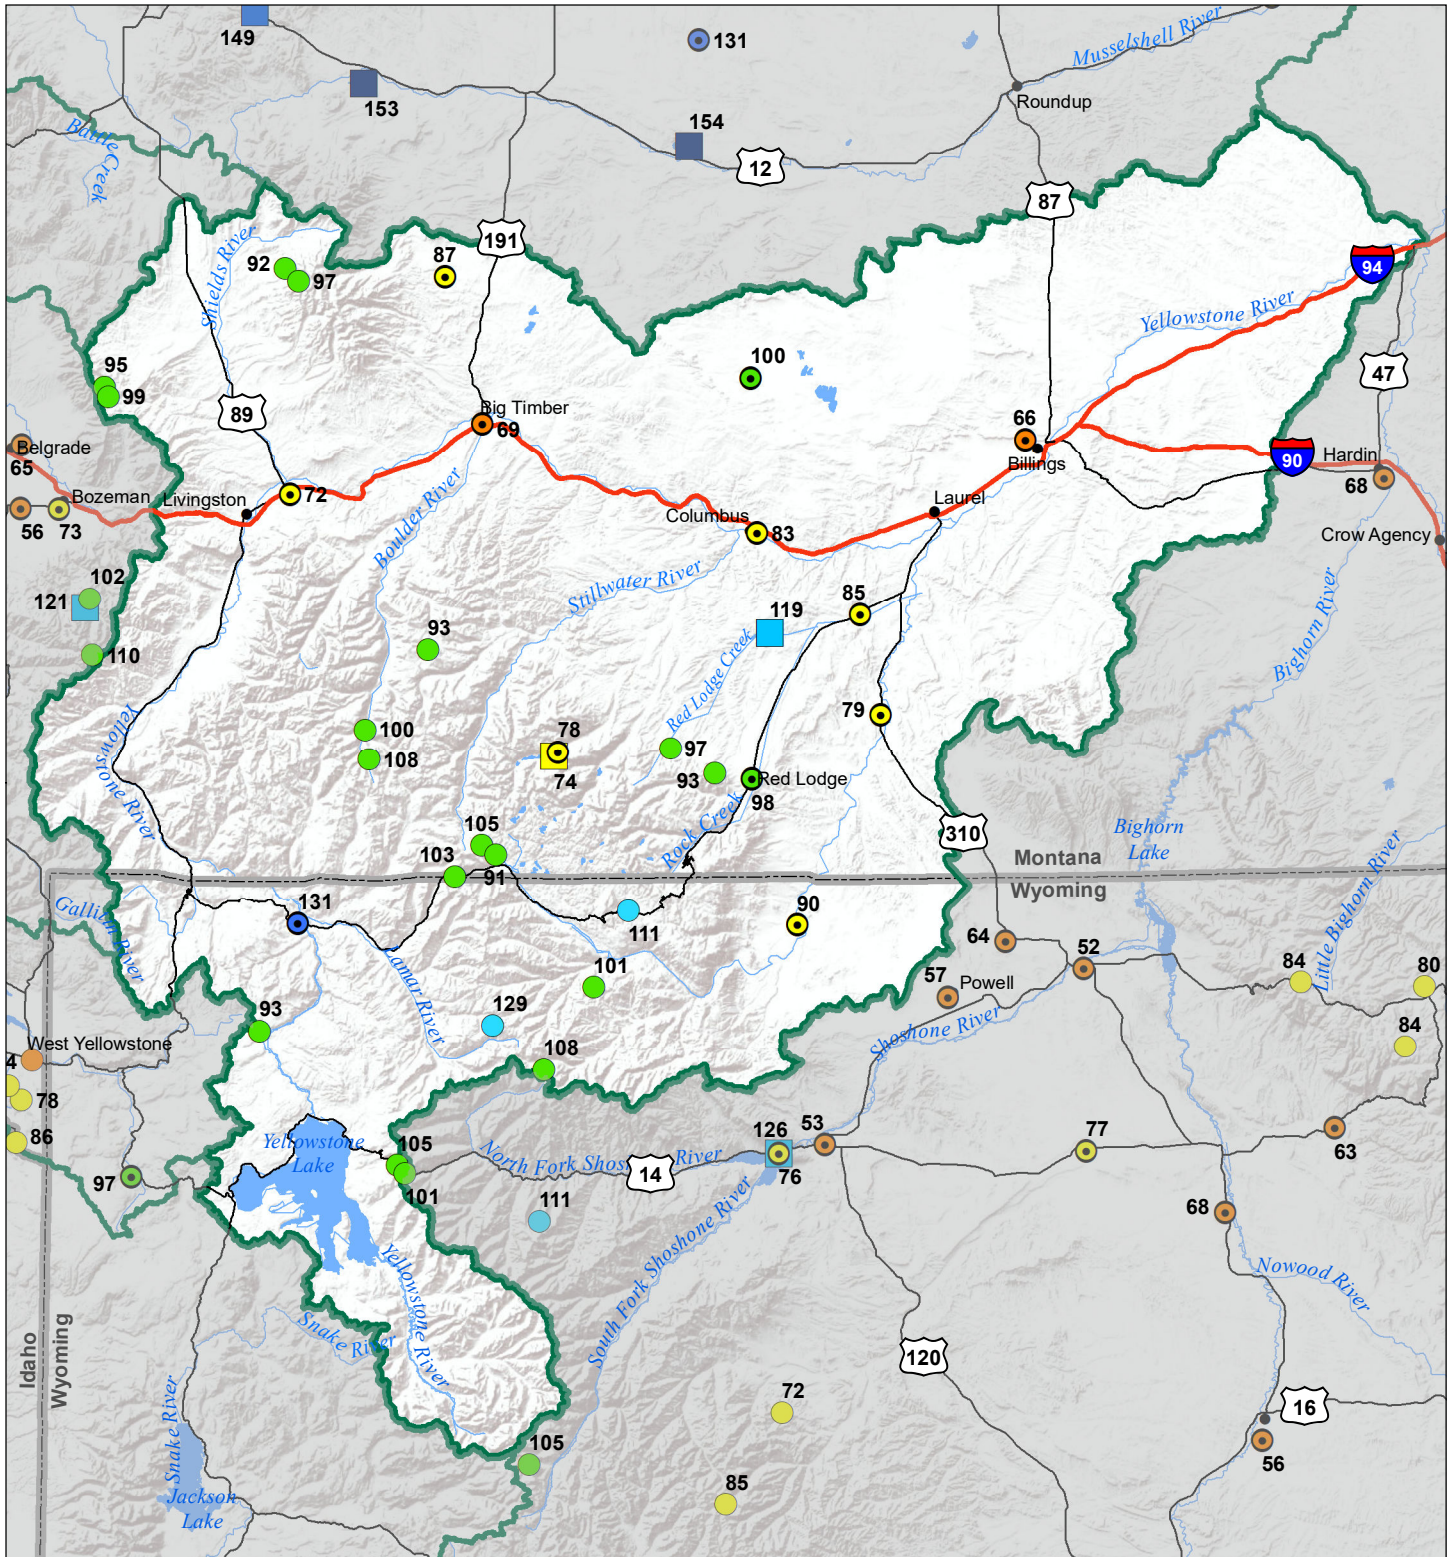 149
131
Musselshell River
153
Roundup
154
Battle Creek
12
87
191
Shields River
92
97
87
94
Yellowstone River
95
99
100
47
89
Big Timber
69
66
Billings
90
Hardin
68
Belgrade
65
Bozeman
Livingston
72
56
73
Columbus
83
Laurel
Crow Agency
Boulder River
Stillwater River
102
121
119
85
93
110
Red Lodge Creek
Bighorn River
79
Yellowstone River
100
108
78
74
97
93
Red Lodge
98
Rock Creek
310
Bighorn
Lake
105
103
91
Montana
Wyoming
Little Bighorn River
Gallatin River
131
111
90
64
52
Lamar River
101
57
Powell
84
80
129
Shoshone River
93
84
West Yellowstone
4
108
78
86
Yellowstone
Lake
105
101
North Fork Shos River
14
126
76
53
77
63
97
111
68
South Fork Shoshone River
Yellowstone River
Nowood River
Snake River
Idaho
Wyoming
120
72
16
Snake River
105
56
85
Jackson
Lake